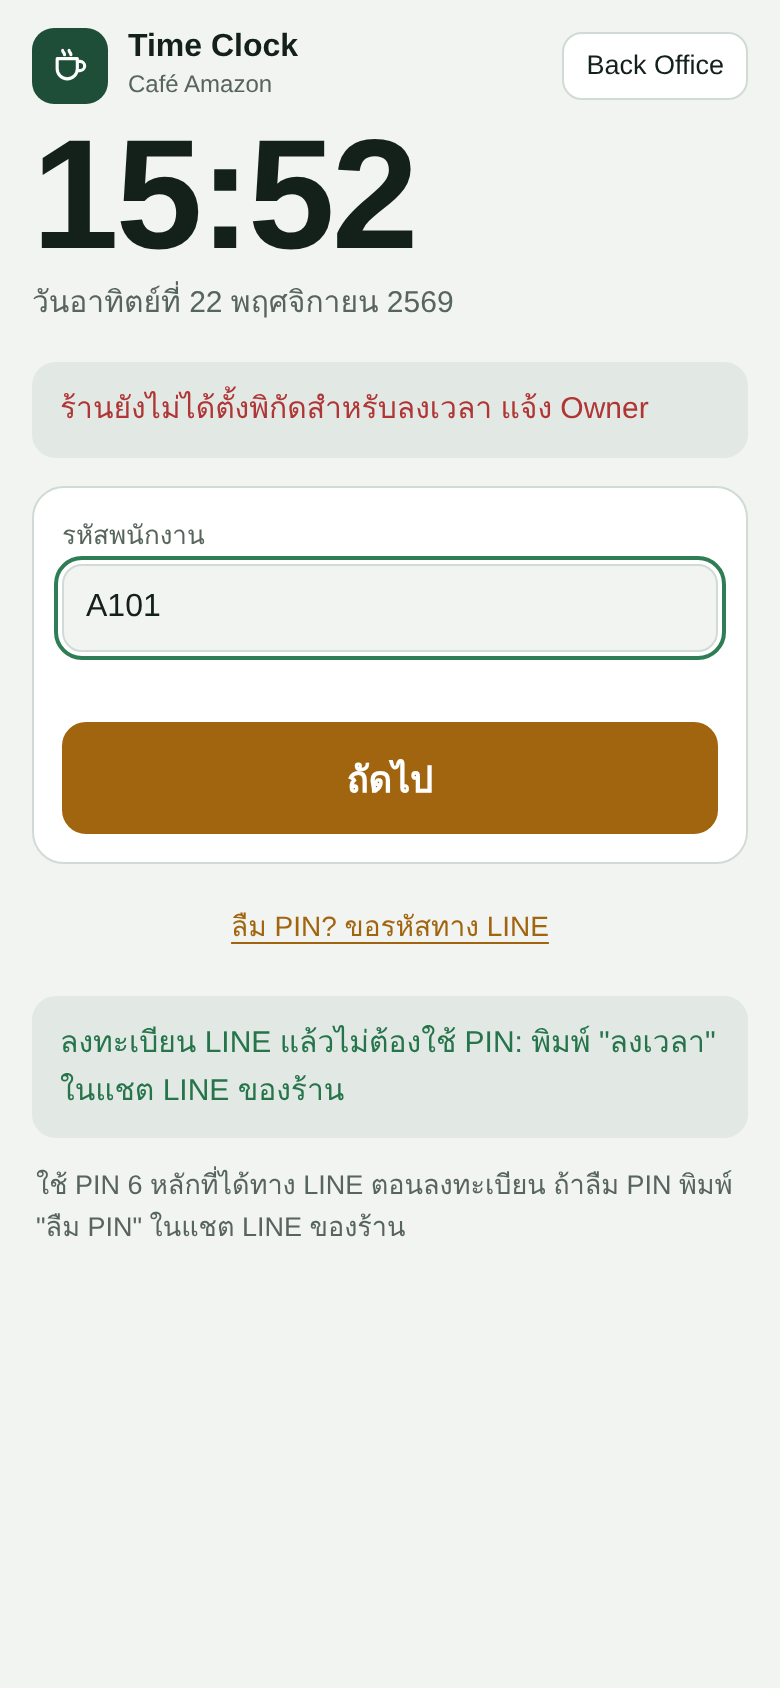 Time Clock
Café Amazon
Back Office
15:52
วันอาทิตย์ที่ 22 พฤศจิกายน 2569
ร้านยังไม่ได้ตั้งพิกัดสำหรับลงเวลา แจ้ง Owner
รหัสพนักงาน
A101
ถัดไป
ลืม PIN? ขอรหัสทาง LINE
ลงทะเบียน LINE แล้วไม่ต้องใช้ PIN: พิมพ์ "ลงเวลา"
ในแชต LINE ของร้าน
ใช้ PIN 6 หลักที่ได้ทาง LINE ตอนลงทะเบียน ถ้าลืม PIN พิมพ์
"ลืม PIN" ในแชต LINE ของร้าน